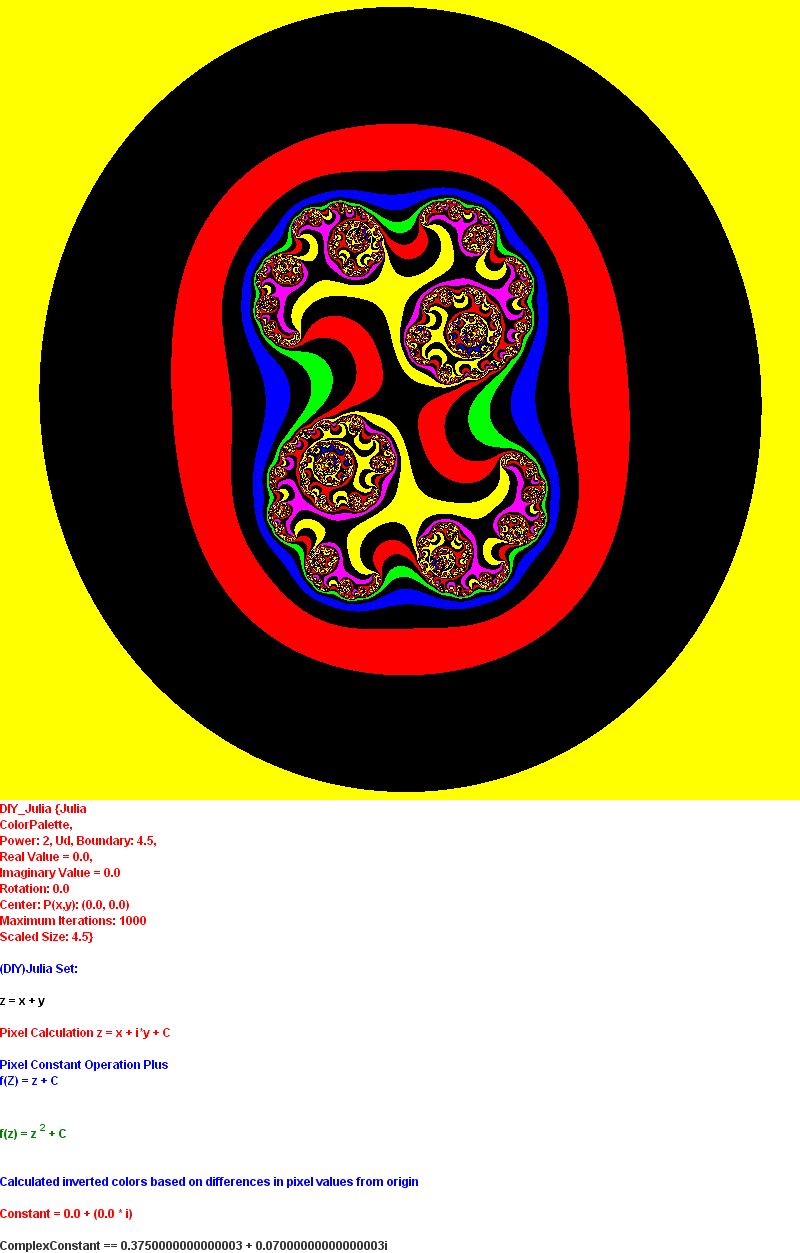 DIY_Julia {Julia
ColorPalette,
Power: 2, Ud, Boundary: 4.5,
Real Value = 0.0,
Imaginary Value = 0.0
Rotation: 0.0
Center: P(x,y): (0.0, 0.0)
Maximum Iterations: 1000
Scaled Size: 4.5}
(DIY)Julia Set:
z = x + y
Pixel Calculation z = x + i*y + C
Pixel Constant Operation Plus
f(Z) = z + C
f(z) = z 2 + C
Calculated inverted colors based on differences in pixel values from origin
Constant = 0.0 + (0.0 * i)
ComplexConstant == 0.3750000000000003 + 0.07000000000000003i